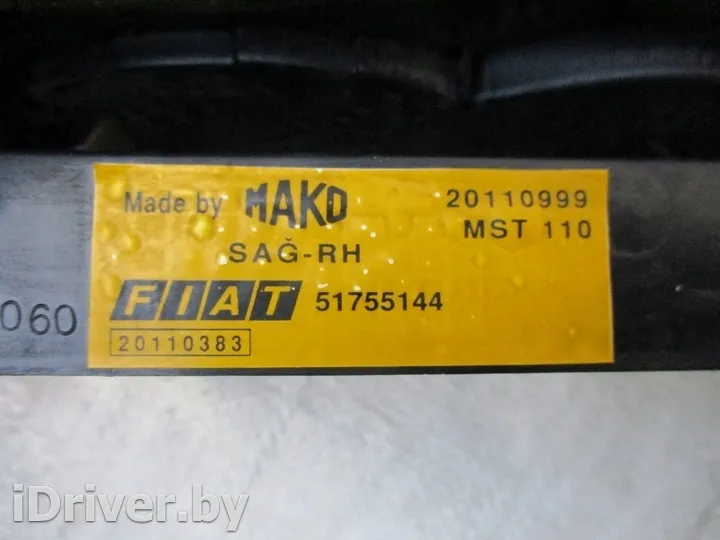 Made by MAKO 20110999
SAĞ-RH MST 110
FIAT 51755144
20110383
060
iDriver.by